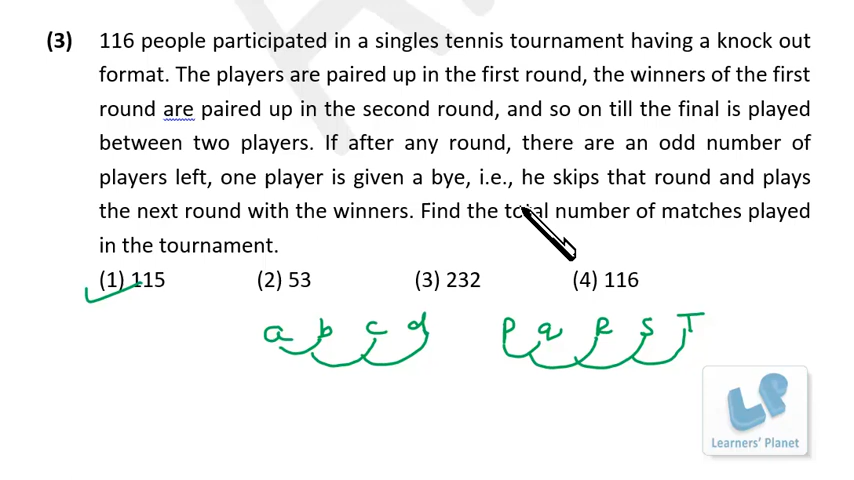 (3) 116 people participated in a singles tennis tournament having a knock out
format. The players are paired up in the first round, the winners of the first
round are paired up in the second round, and so on till the final is played
between two players. If after any round, there are an odd number of
players left, one player is given a bye, i.e., he skips that round and plays
the next round with the winners. Find the total number of matches played
in the tournament.
(1) 115 (2) 53 (3) 232 (4) 116
a b c d p q R S T
LP
Learners' Planet